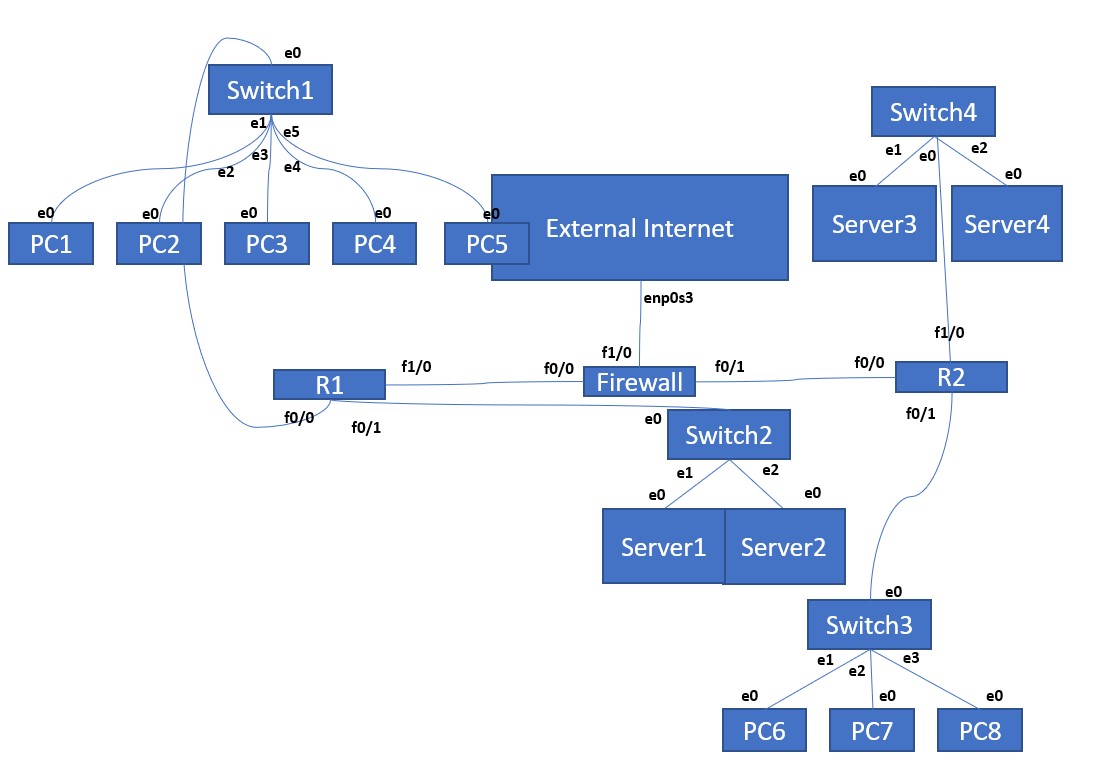 e0
Switch1
e1
e5
e3
e2
e4
e0
e0
e0
e0
e0
PC1
PC2
PC3
PC4
PC5
External Internet
enp0s3
Switch4
e1
e0
e2
e0
e0
Server3
Server4
f1/0
R1
f1/0
f0/0
f0/1
f0/0
f1/0
Firewall
f0/1
f0/0
R2
f0/1
e0
Switch2
e1
e2
e0
e0
Server1
Server2
e0
Switch3
e1
e2
e3
e0
e0
e0
PC6
PC7
PC8